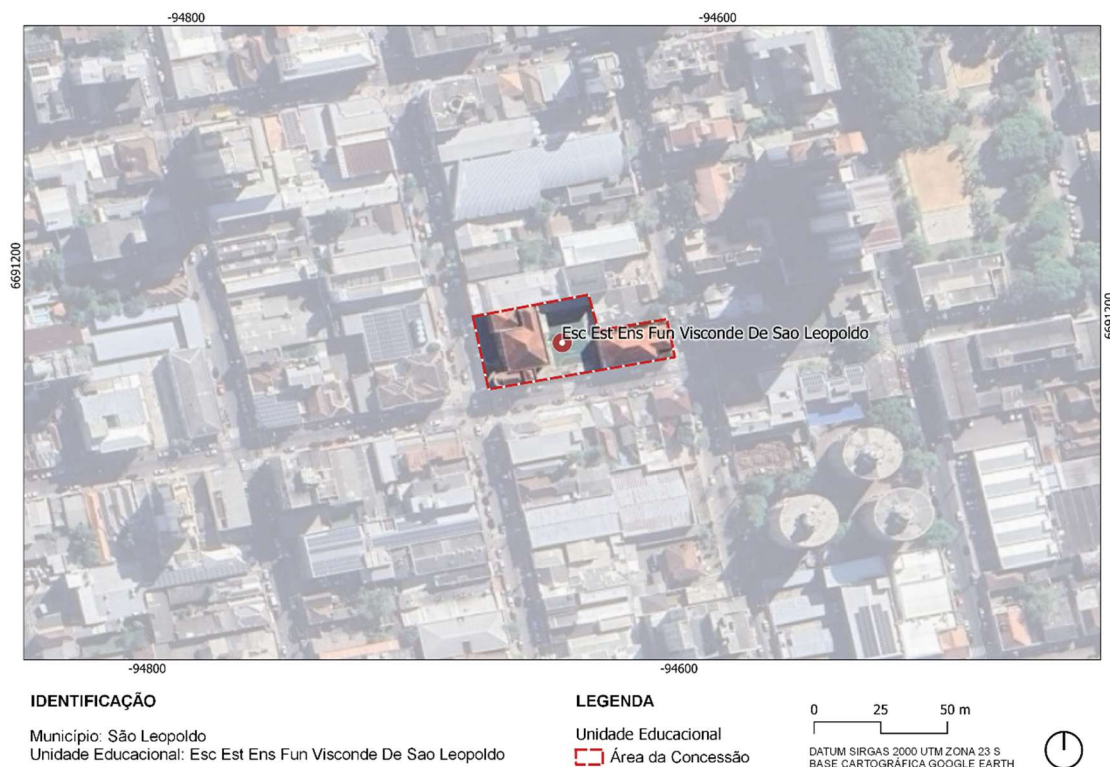 -94800
-94600
6691200
6691200
Esc Est Ens Fun Visconde De Sao Leopoldo
-94800
-94600
IDENTIFICAÇÃO
Município: São Leopoldo
Unidade Educacional: Esc Est Ens Fun Visconde De Sao Leopoldo
LEGENDA
Unidade Educacional
Área da Concessão
0 25 50 m
DATUM SIRGAS 2000 UTM ZONA 23 S
BASE CARTOGRÁFICA GOOGLE EARTH